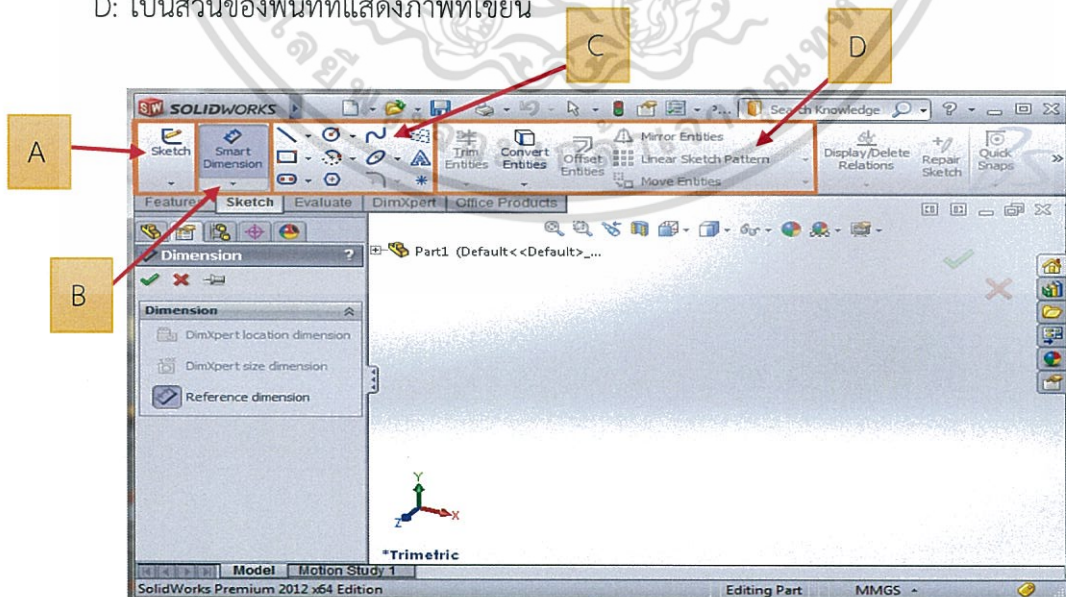 D: เป็นส่วนของพื้นที่ที่แสดงภาพที่เขียน
C
D
A
B
SOLIDWORKS
Search Knowledge
Sketch
Smart Dimension
Trim Entities
Convert Entities
Offset Entities
Mirror Entities
Linear Sketch Pattern
Move Entities
Display/Delete Relations
Repair Sketch
Quick Snaps
Features Sketch Evaluate DimXpert Office Products
Dimension ?
Part1 (Default<<Default>_...
Dimension
DimXpert location dimension
DimXpert size dimension
Reference dimension
Y
Z X
*Trimetric
Model Motion Study 1
SolidWorks Premium 2012 x64 Edition Editing Part MMGS